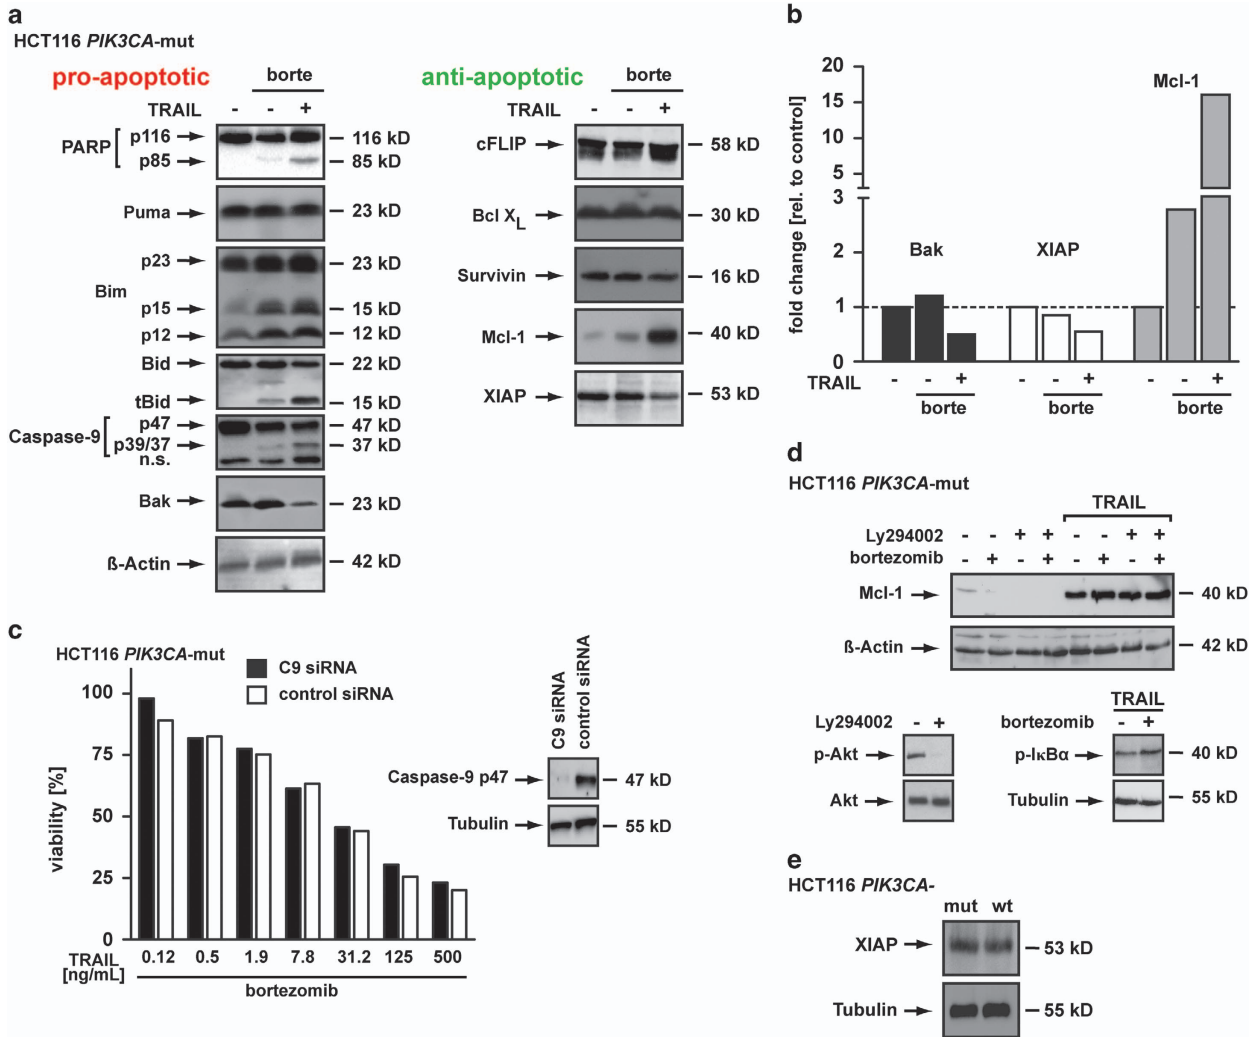 a
HCT116 PIK3CA-mut
pro-apoptotic
borte
TRAIL - - +
PARP
p116 116 kD
p85 85 kD
Puma 23 kD
Bim
p23 23 kD
p15 15 kD
p12 12 kD
Bid 22 kD
tBid 15 kD
Caspase-9
p47 47 kD
p39/37 37 kD
n.s.
Bak 23 kD
ß-Actin 42 kD
anti-apoptotic
borte
TRAIL - - +
cFLIP 58 kD
Bcl XL 30 kD
Survivin 16 kD
Mcl-1 40 kD
XIAP 53 kD
b
fold change [rel. to control]
20
15
10
5
3
2
1
0
Bak
XIAP
Mcl-1
TRAIL - - + - - + - - +
borte borte borte
c
HCT116 PIK3CA-mut
C9 siRNA
control siRNA
viability [%]
100
75
50
25
0
TRAIL
[ng/mL]
0.12 0.5 1.9 7.8 31.2 125 500
bortezomib
C9 siRNA
control siRNA
Caspase-9 p47 47 kD
Tubulin 55 kD
d
HCT116 PIK3CA-mut
TRAIL
Ly294002 - - + + - - + +
bortezomib - + - + - + - +
Mcl-1 40 kD
ß-Actin 42 kD
Ly294002 - +
p-Akt
Akt
TRAIL
bortezomib - +
p-IκBα 40 kD
Tubulin 55 kD
e
HCT116 PIK3CA-
mut wt
XIAP 53 kD
Tubulin 55 kD